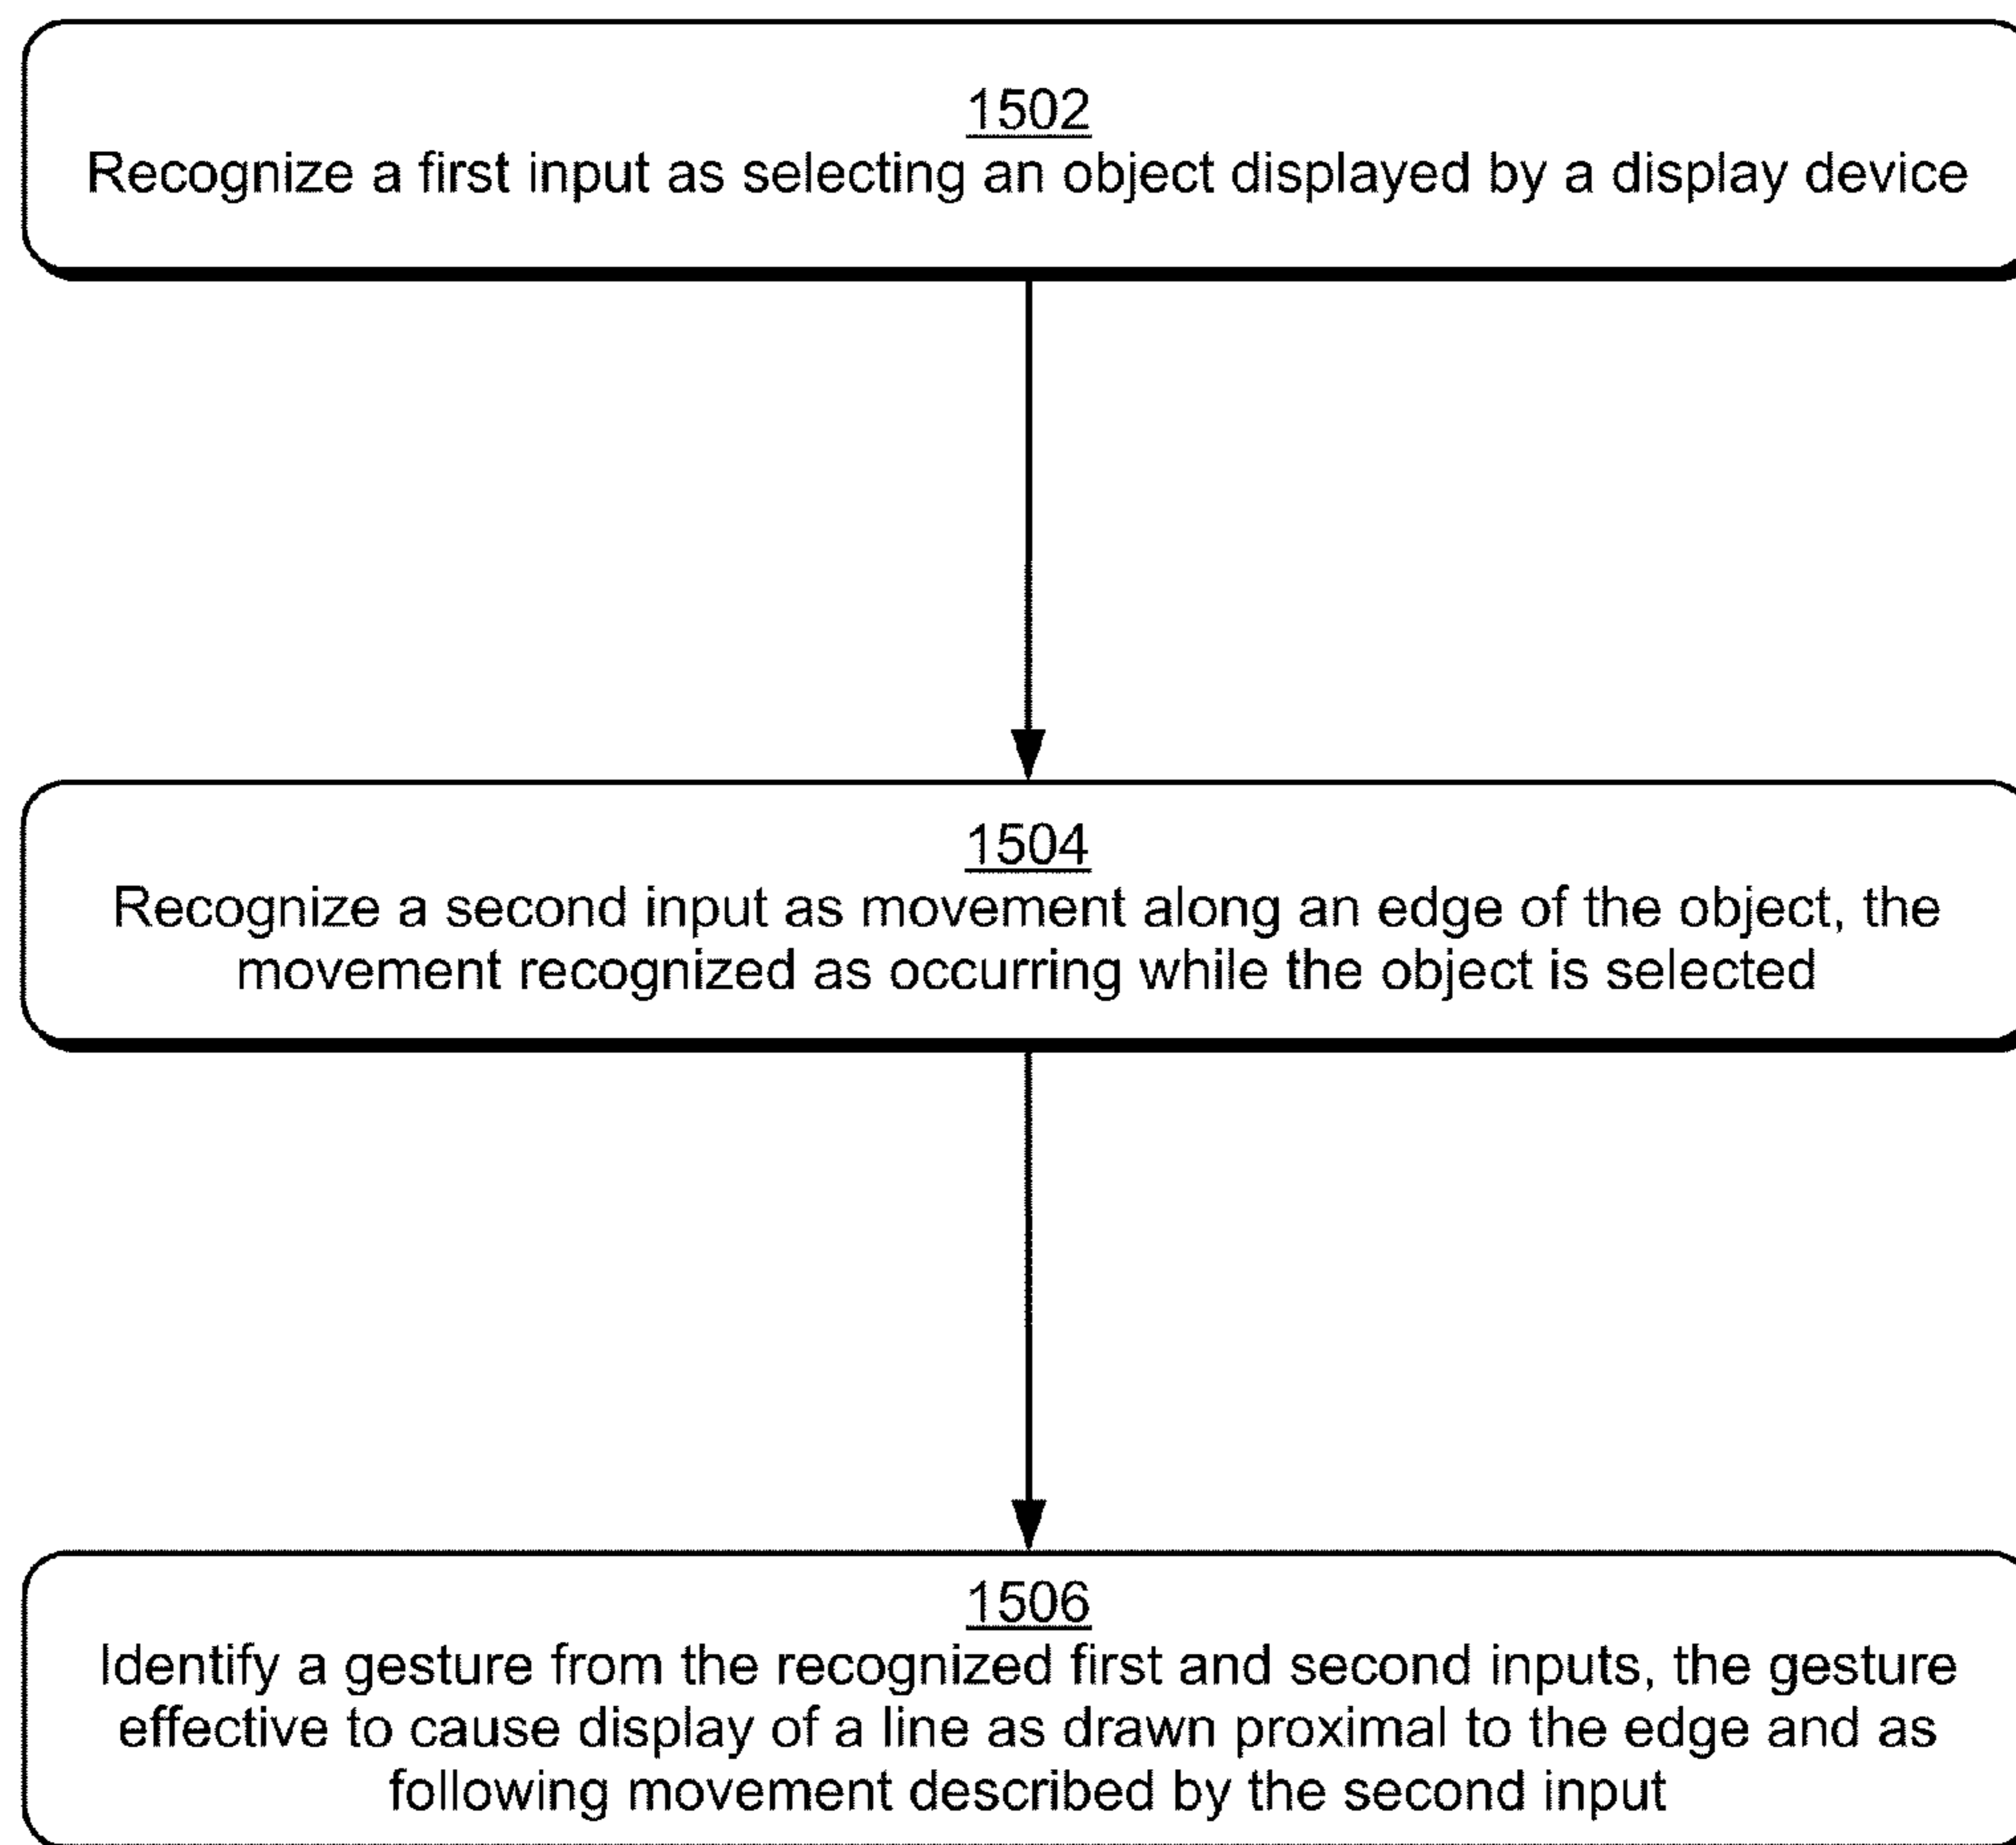 1502
Recognize a first input as selecting an object displayed by a display device
1504
Recognize a second input as movement along an edge of the object, the
movement recognized as occurring while the object is selected
1506
Identify a gesture from the recognized first and second inputs, the gesture
effective to cause display of a line as drawn proximal to the edge and as
following movement described by the second input